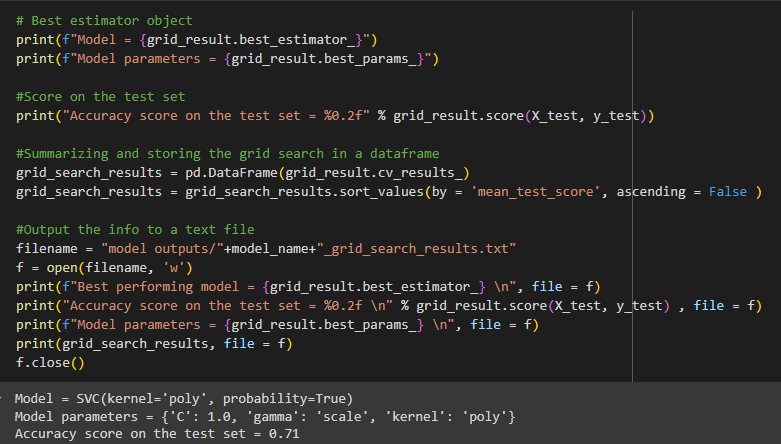 # Best estimator object
print(f"Model = {grid_result.best_estimator_}")
print(f"Model parameters = {grid_result.best_params_}")
#Score on the test set
print("Accuracy score on the test set = %0.2f" % grid_result.score(X_test, y_test))
#Summarizing and storing the grid search in a dataframe
grid_search_results = pd.DataFrame(grid_result.cv_results_)
grid_search_results = grid_search_results.sort_values(by = 'mean_test_score', ascending = False )
#Output the info to a text file
filename = "model outputs/"+model_name+"_grid_search_results.txt"
f = open(filename, 'w')
print(f"Best performing model = {grid_result.best_estimator_} \n", file = f)
print("Accuracy score on the test set = %0.2f \n" % grid_result.score(X_test, y_test) , file = f)
print(f"Model parameters = {grid_result.best_params_} \n", file = f)
print(grid_search_results, file = f)
f.close()
Model = SVC(kernel='poly', probability=True)
Model parameters = {'C': 1.0, 'gamma': 'scale', 'kernel': 'poly'}
Accuracy score on the test set = 0.71